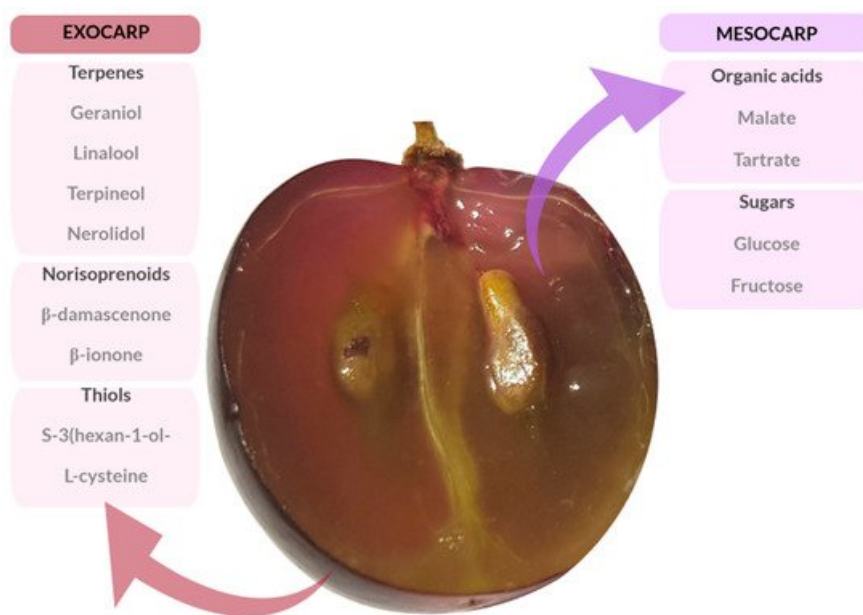 EXOCARP
Terpenes
Geraniol
Linalool
Terpineol
Nerolidol
Norisoprenoids
β-damascenone
β-ionone
Thiols
S-3(hexan-1-ol-
L-cysteine
MESOCARP
Organic acids
Malate
Tartrate
Sugars
Glucose
Fructose